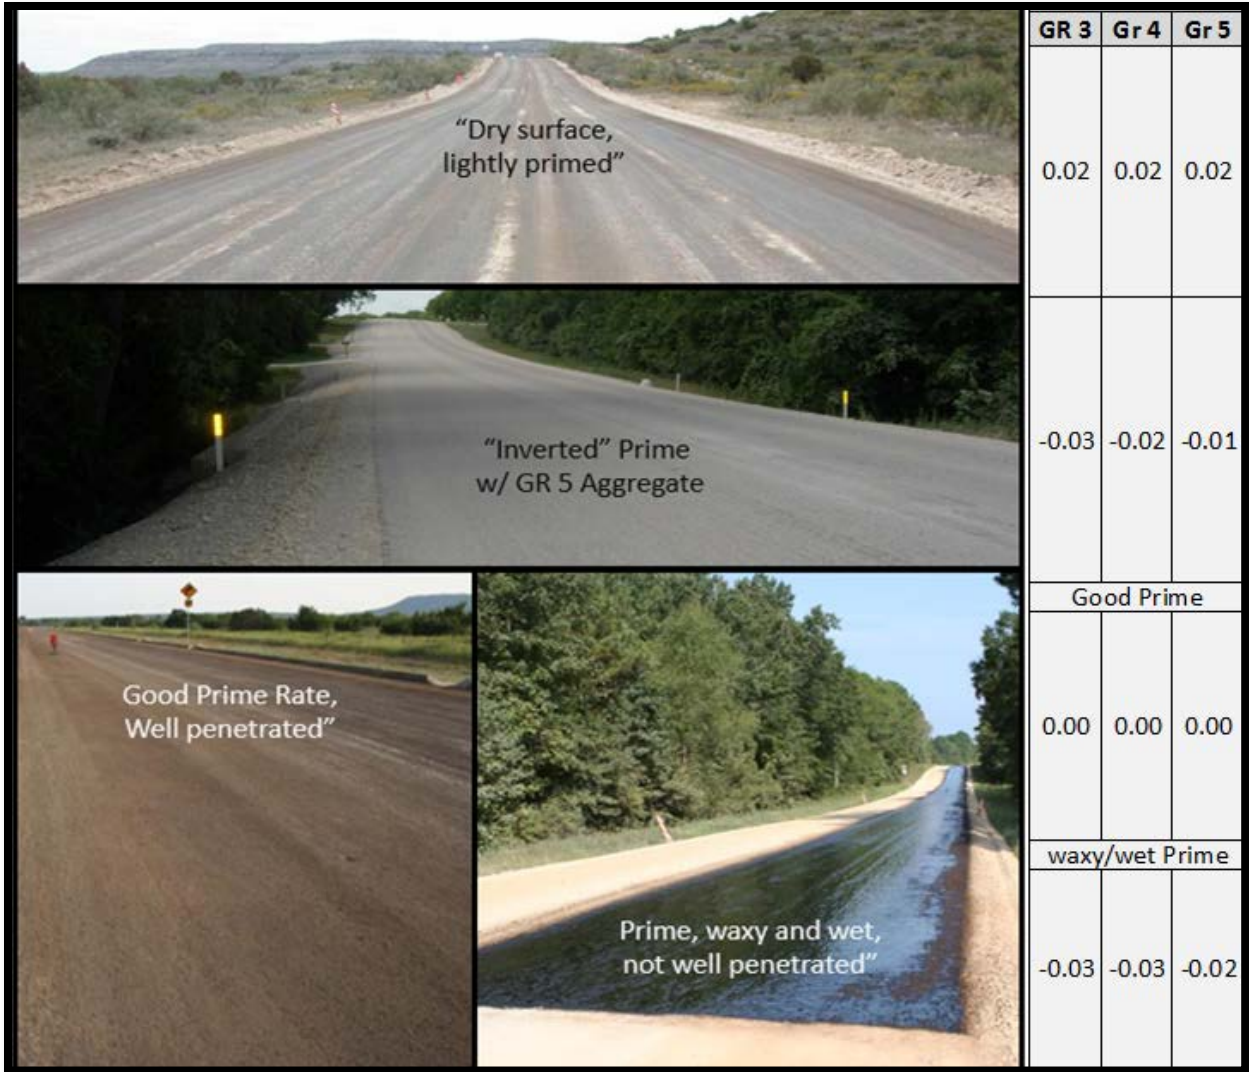 GR 3 Gr 4 Gr 5
“Dry surface,
lightly primed”
0.02 0.02 0.02
“Inverted” Prime
w/ GR 5 Aggregate
-0.03 -0.02 -0.01
Good Prime
Good Prime Rate,
Well penetrated”
0.00 0.00 0.00
waxy/wet Prime
Prime, waxy and wet,
not well penetrated”
-0.03 -0.03 -0.02